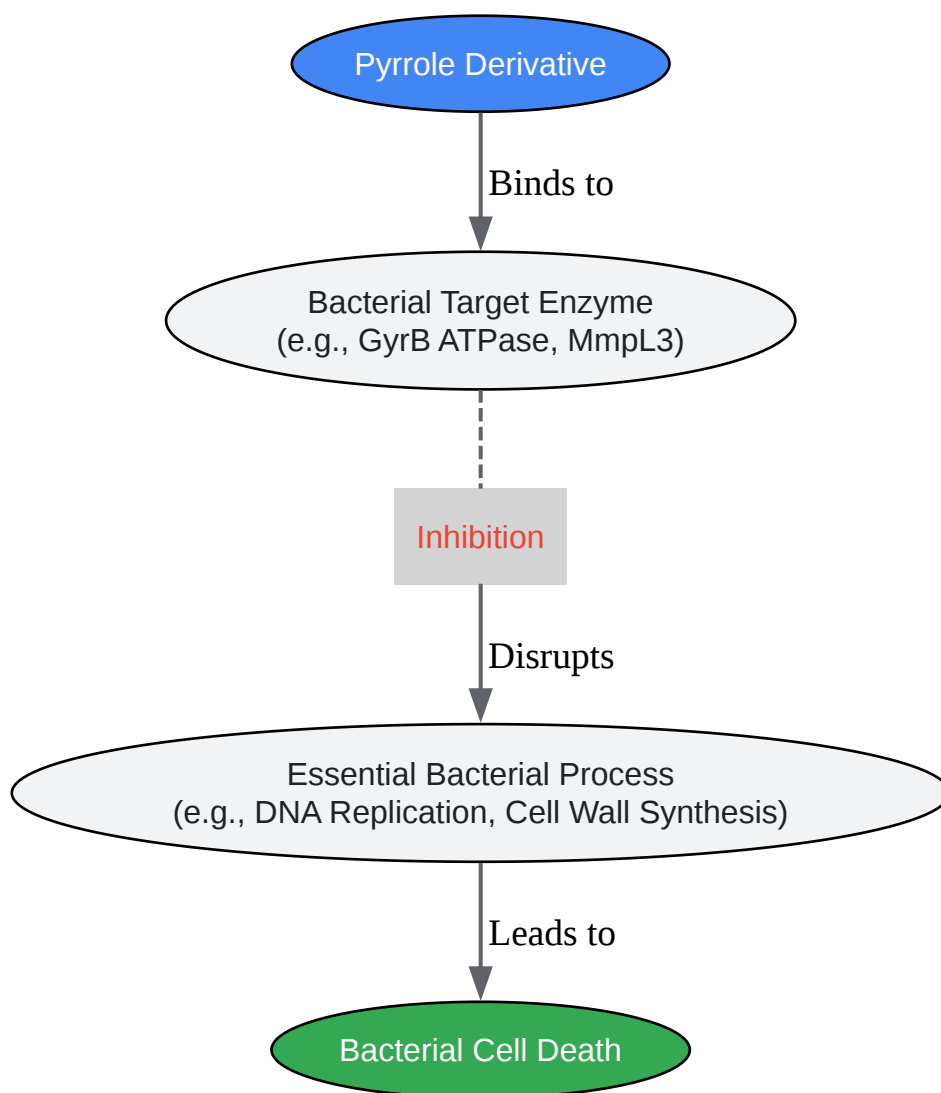 Pyrrole Derivative
Binds to
Bacterial Target Enzyme
(e.g., GyrB ATPase, MmpL3)
Inhibition
Disrupts
Essential Bacterial Process
(e.g., DNA Replication, Cell Wall Synthesis)
Leads to
Bacterial Cell Death